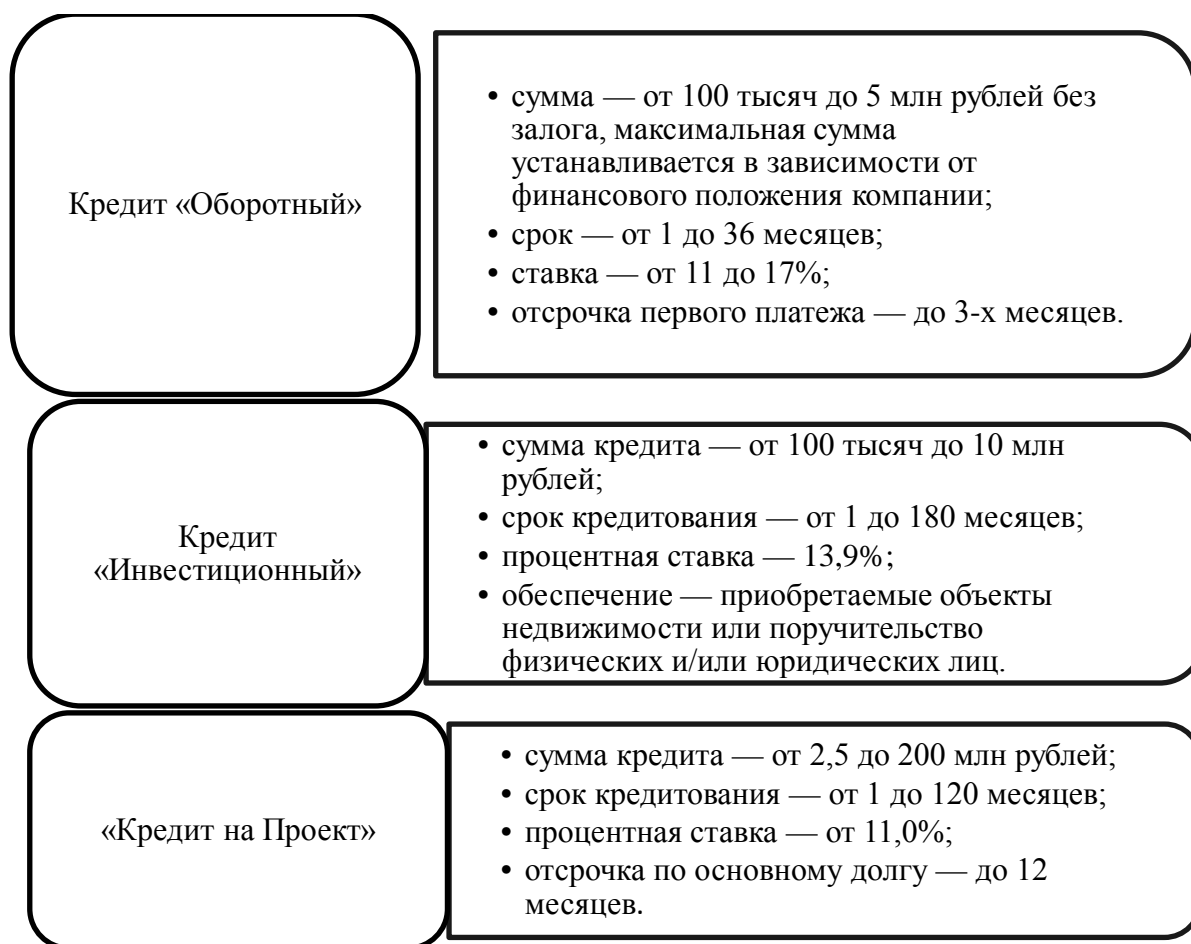 Кредит «Оборотный»
• сумма — от 100 тысяч до 5 млн рублей без
залога, максимальная сумма
устанавливается в зависимости от
финансового положения компании;
• срок — от 1 до 36 месяцев;
• ставка — от 11 до 17%;
• отсрочка первого платежа — до 3-х месяцев.
Кредит
«Инвестиционный»
• сумма кредита — от 100 тысяч до 10 млн
рублей;
• срок кредитования — от 1 до 180 месяцев;
• процентная ставка — 13,9%;
• обеспечение — приобретаемые объекты
недвижимости или поручительство
физических и/или юридических лиц.
«Кредит на Проект»
• сумма кредита — от 2,5 до 200 млн рублей;
• срок кредитования — от 1 до 120 месяцев;
• процентная ставка — от 11,0%;
• отсрочка по основному долгу — до 12
месяцев.